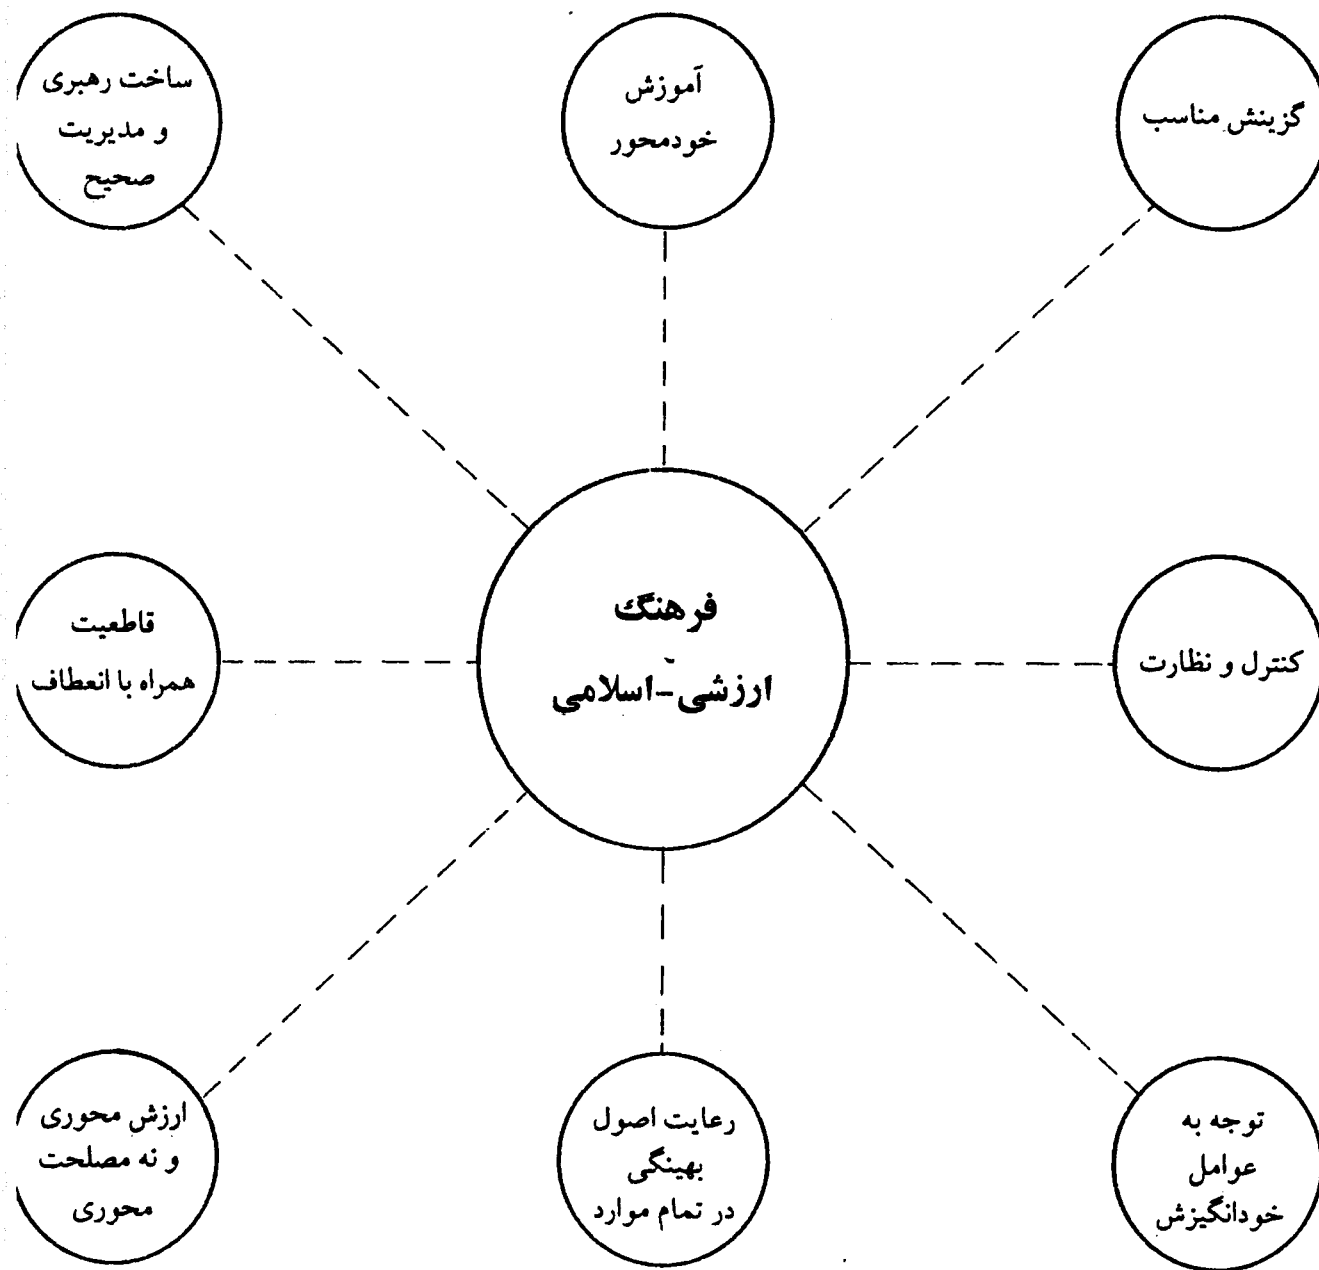 گزینش مناسب
آموزش
خودمحور
ساخت رهبری
و مدیریت
صحیح
کنترل و نظارت
فرهنگ
ارزشی-اسلامی
قاطعیت
همراه با انعطاف
توجه به
عوامل
خودانگیزش
رعایت اصول
بهینگی
در تمام موارد
ارزش محوری
و نه مصلحت
محوری